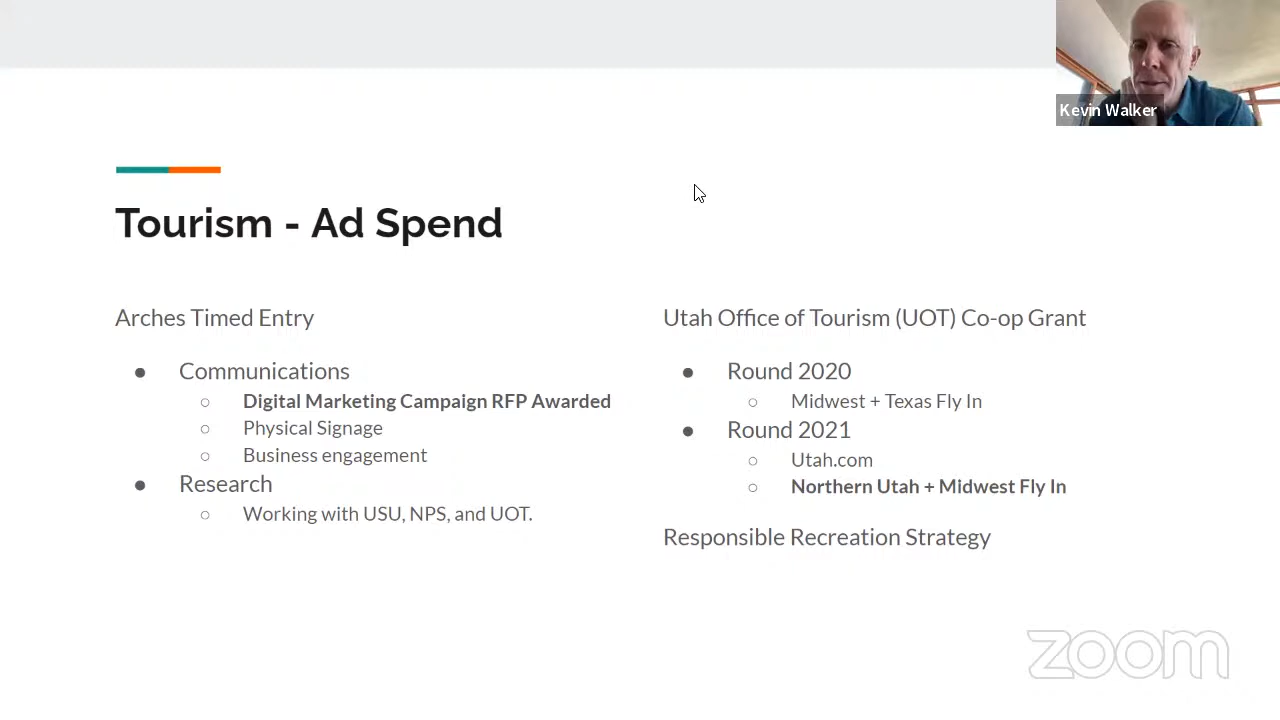 Kevin Walker
Tourism - Ad Spend
Arches Timed Entry
● Communications
○ Digital Marketing Campaign RFP Awarded
○ Physical Signage
○ Business engagement
● Research
○ Working with USU, NPS, and UOT.
Utah Office of Tourism (UOT) Co-op Grant
● Round 2020
○ Midwest + Texas Fly In
● Round 2021
○ Utah.com
○ Northern Utah + Midwest Fly In
Responsible Recreation Strategy
zoom